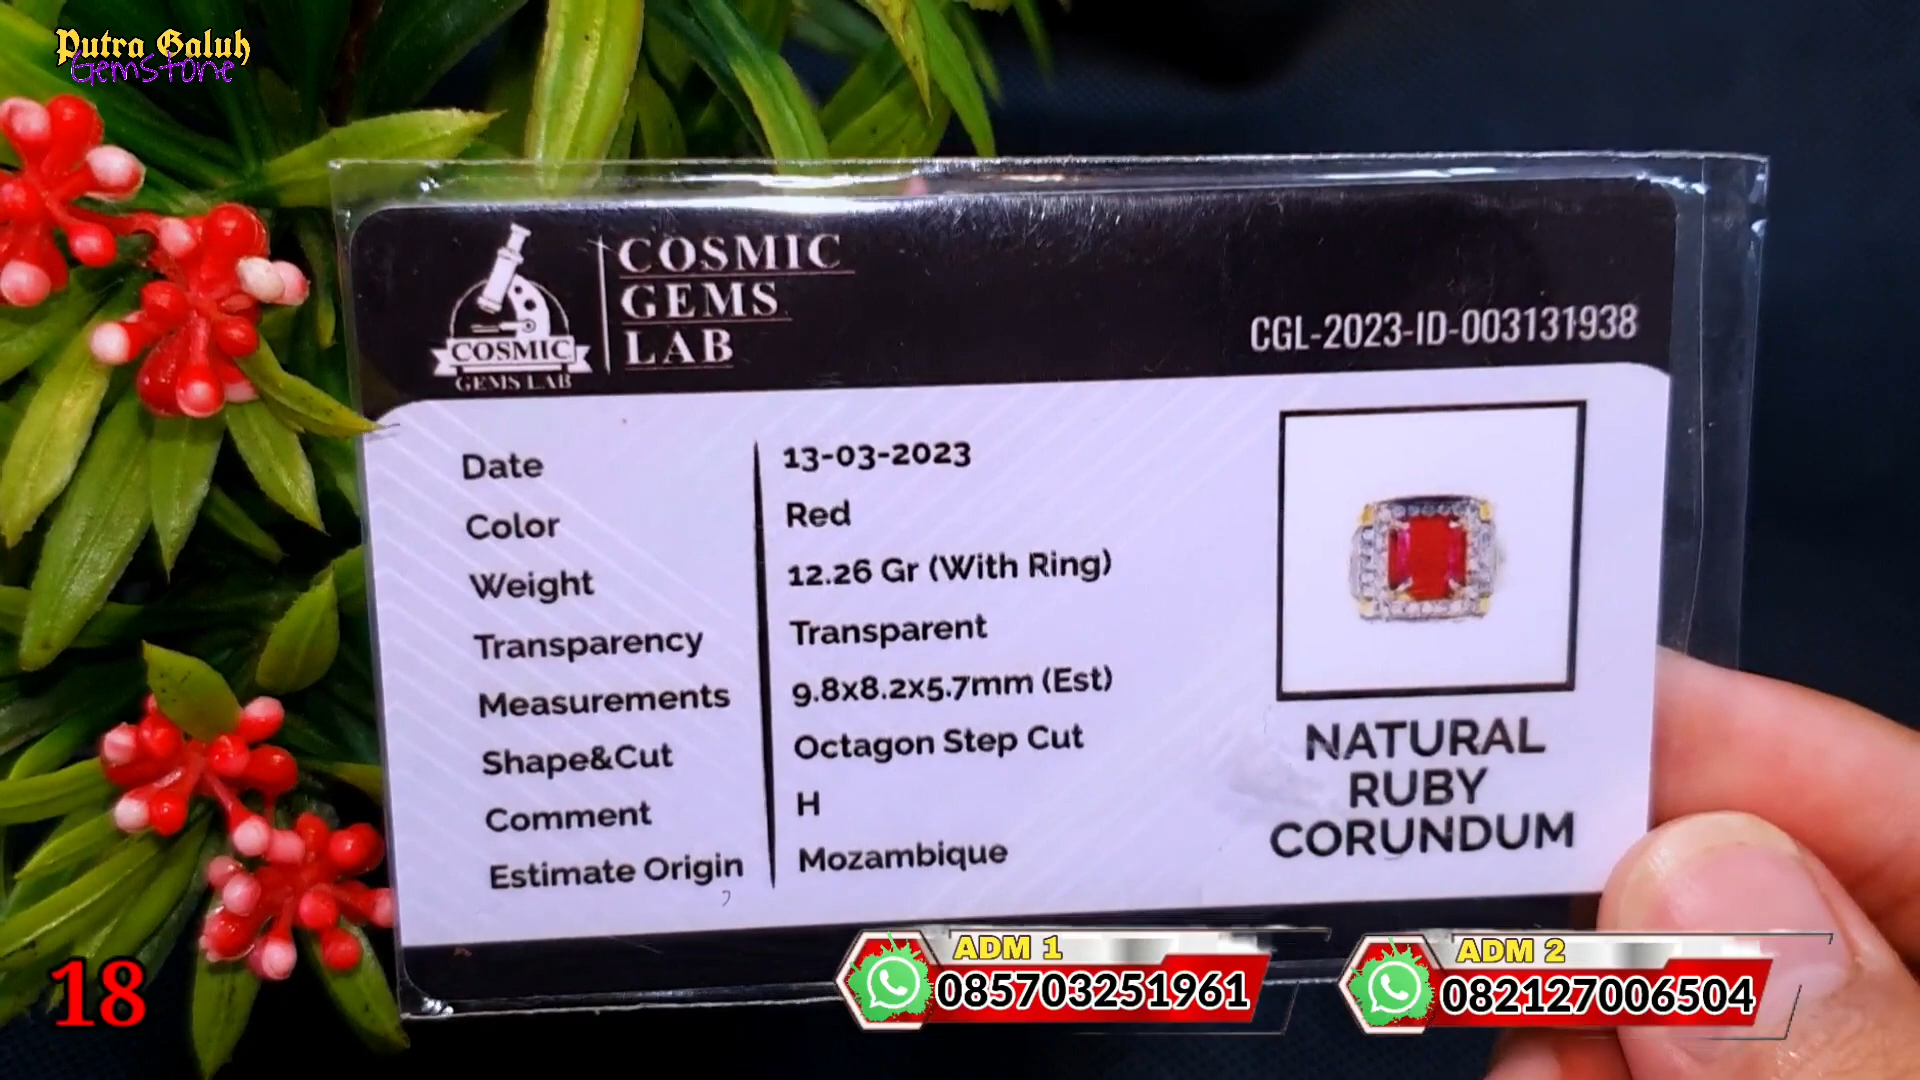 Putra Galuh
Gemstone
COSMIC
GEMS LAB
COSMIC
GEMS
LAB
CGL-2023-ID-003131938
Date 13-03-2023
Color Red
Weight 12.26 Gr (With Ring)
Transparency Transparent
Measurements 9.8x8.2x5.7mm (Est)
Shape&Cut Octagon Step Cut
Comment H
Estimate Origin Mozambique
NATURAL
RUBY
CORUNDUM
18
ADM 1
085703251961
ADM 2
082127006504